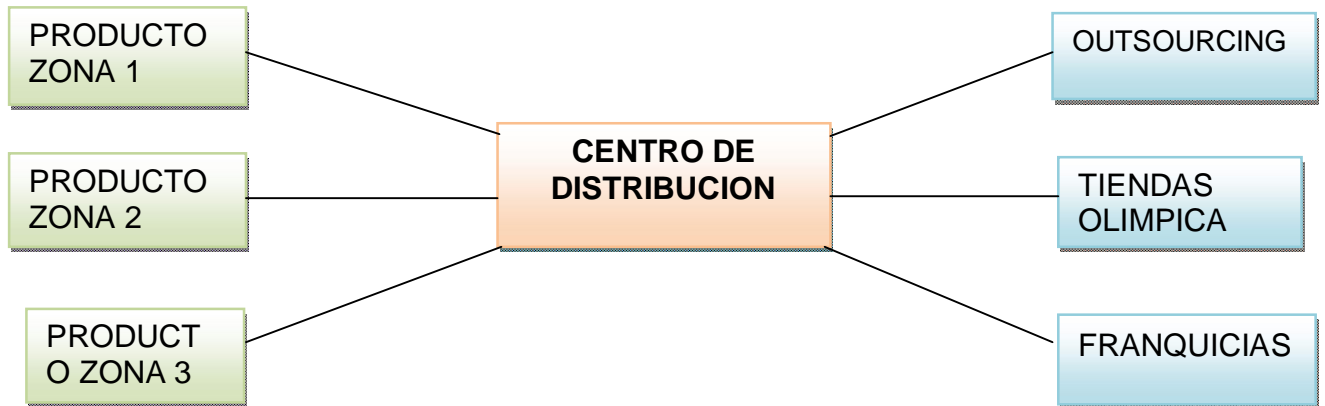 PRODUCTO
ZONA 1
PRODUCTO
ZONA 2
PRODUCT
O ZONA 3
CENTRO DE
DISTRIBUCION
OUTSOURCING
TIENDAS
OLIMPICA
FRANQUICIAS